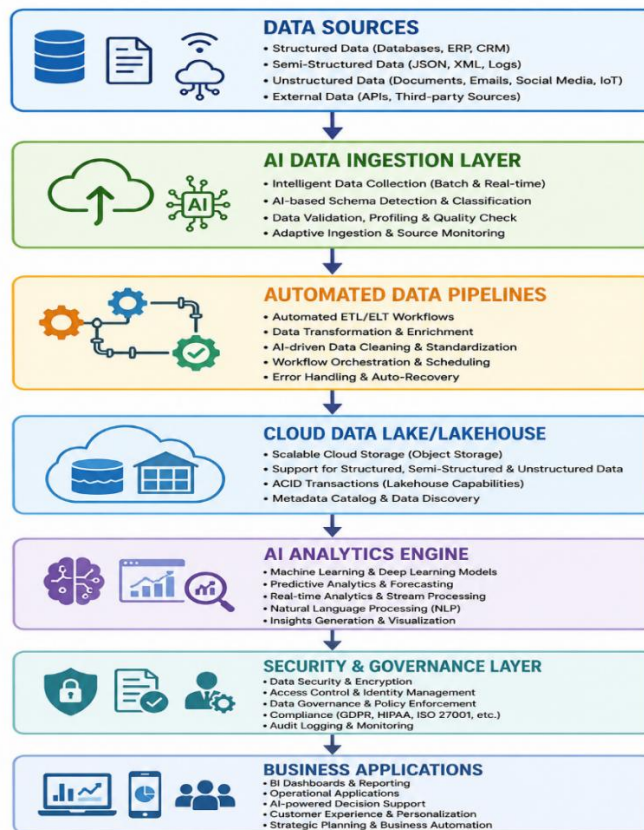 DATA SOURCES
• Structured Data (Databases, ERP, CRM)
• Semi-Structured Data (JSON, XML, Logs)
• Unstructured Data (Documents, Emails, Social Media, IoT)
• External Data (APIs, Third-party Sources)
AI DATA INGESTION LAYER
AI
• Intelligent Data Collection (Batch & Real-time)
• AI-based Schema Detection & Classification
• Data Validation, Profiling & Quality Check
• Adaptive Ingestion & Source Monitoring
AUTOMATED DATA PIPELINES
• Automated ETL/ELT Workflows
• Data Transformation & Enrichment
• AI-driven Data Cleaning & Standardization
• Workflow Orchestration & Scheduling
• Error Handling & Auto-Recovery
CLOUD DATA LAKE/LAKEHOUSE
• Scalable Cloud Storage (Object Storage)
• Support for Structured, Semi-Structured & Unstructured Data
• ACID Transactions (Lakehouse Capabilities)
• Metadata Catalog & Data Discovery
AI ANALYTICS ENGINE
• Machine Learning & Deep Learning Models
• Predictive Analytics & Forecasting
• Real-time Analytics & Stream Processing
• Natural Language Processing (NLP)
• Insights Generation & Visualization
SECURITY & GOVERNANCE LAYER
• Data Security & Encryption
• Access Control & Identity Management
• Data Governance & Policy Enforcement
• Compliance (GDPR, HIPAA, ISO 27001, etc.)
• Audit Logging & Monitoring
BUSINESS APPLICATIONS
• BI Dashboards & Reporting
• Operational Applications
• AI-powered Decision Support
• Customer Experience & Personalization
• Strategic Planning & Business Automation